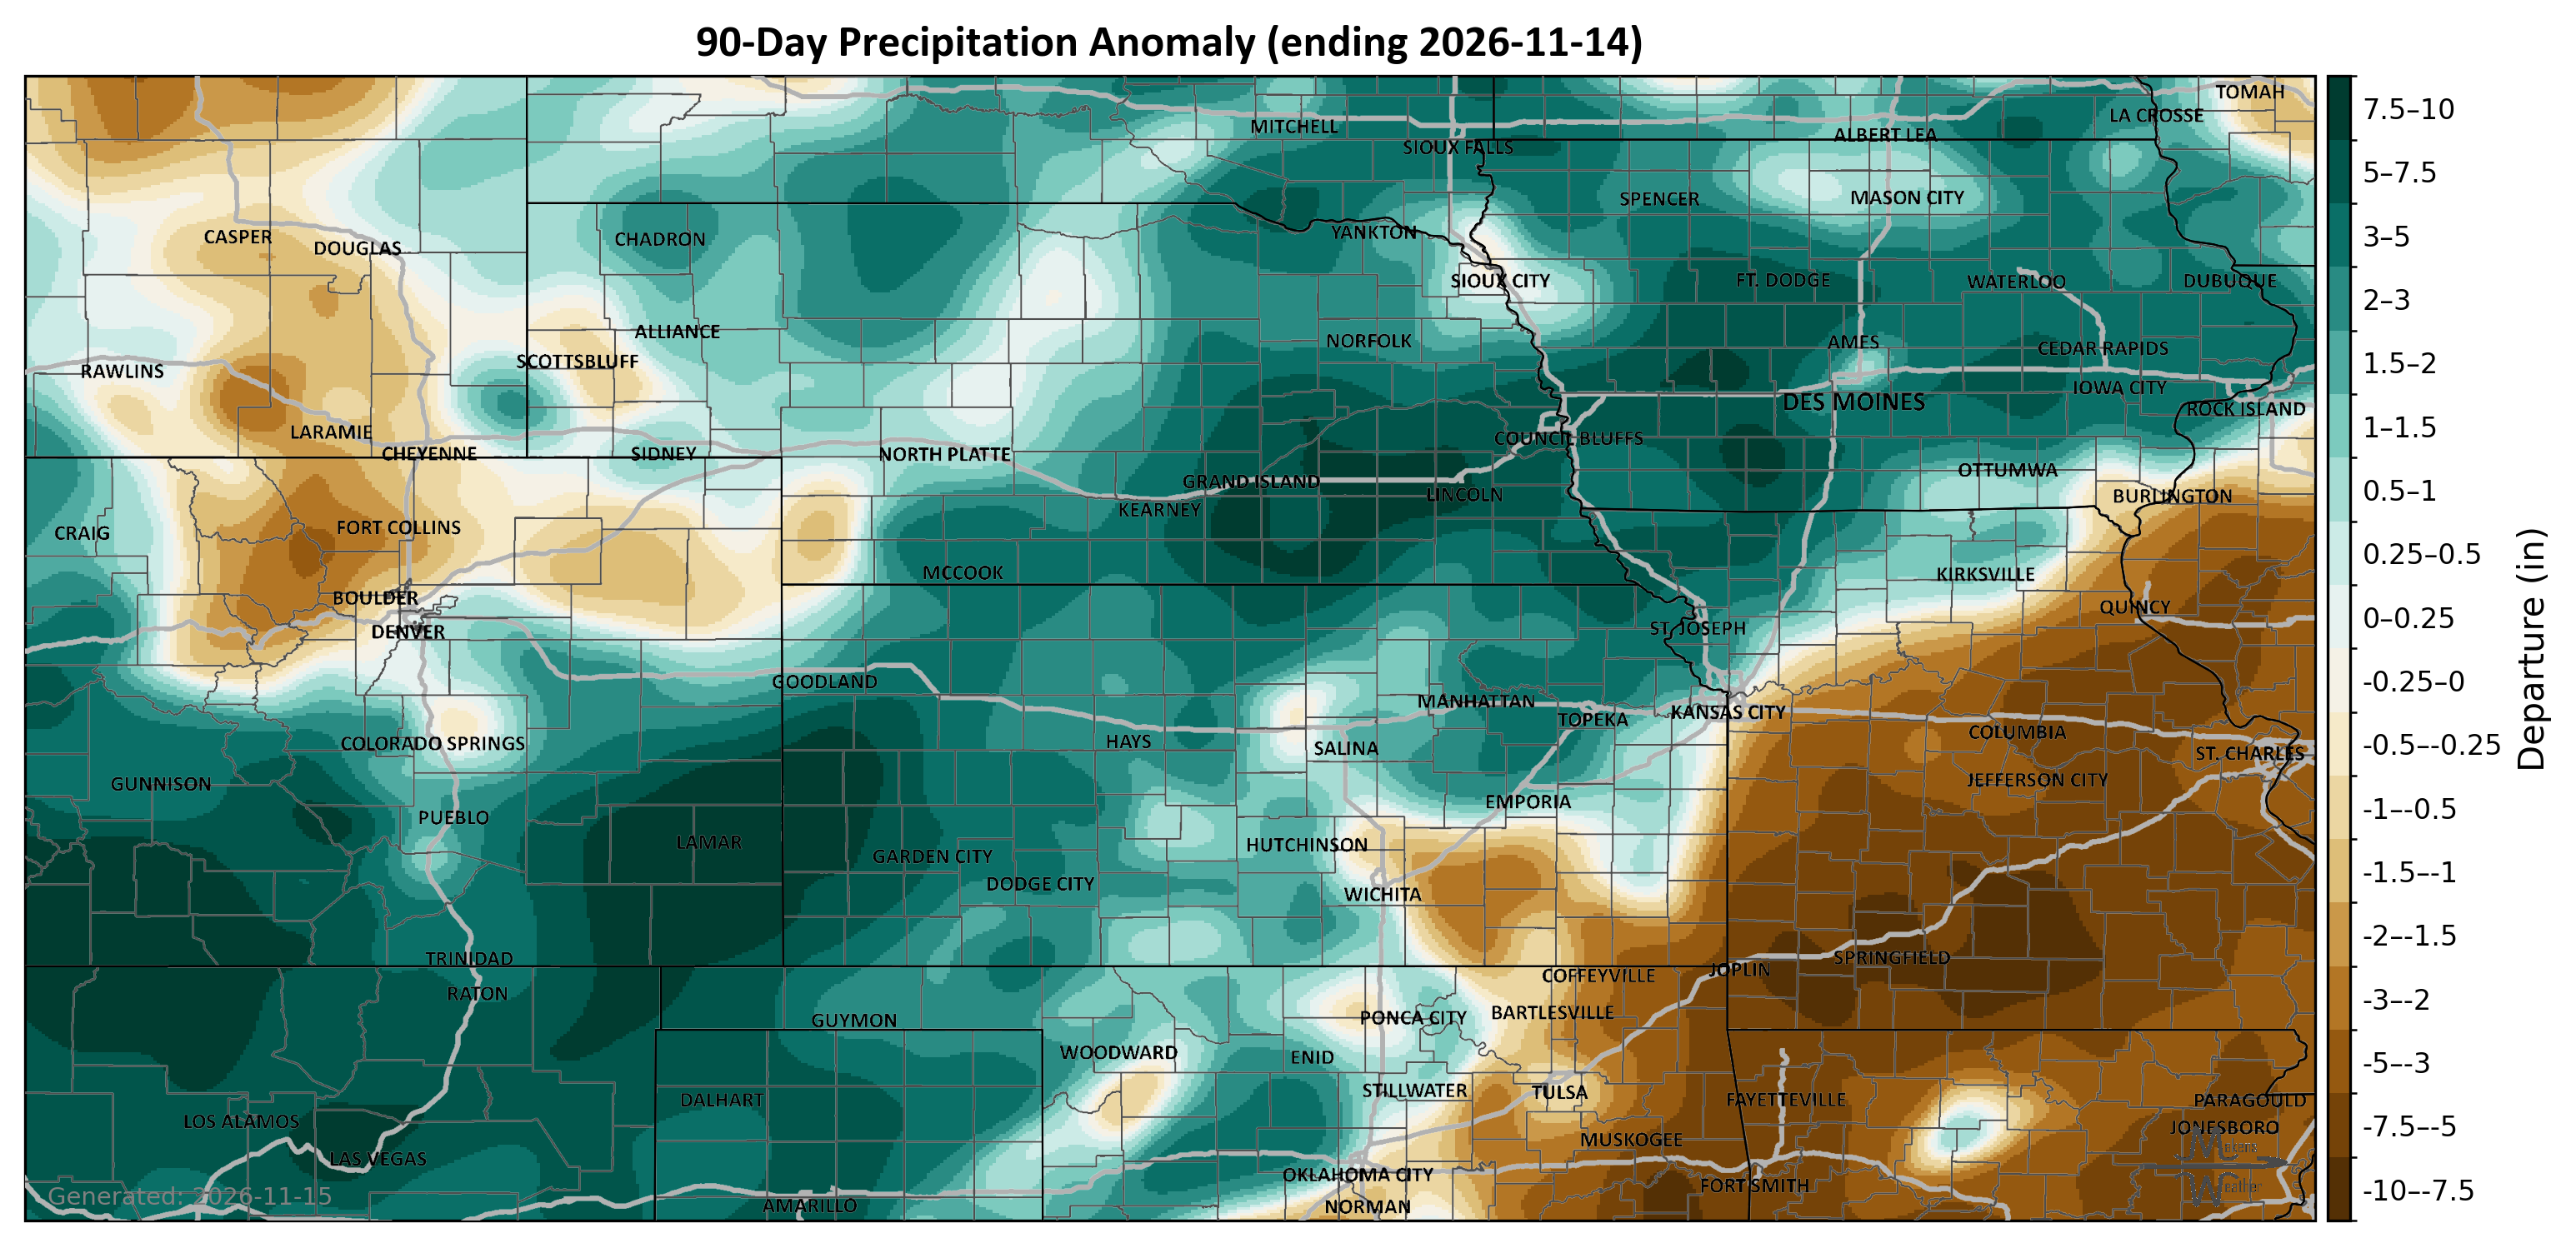 90-Day Precipitation Anomaly (ending 2026-11-14)
TOMAH
LA CROSSE
MITCHELL
ALBERT LEA
SIOUX FALLS
SPENCER
MASON CITY
YANKTON
CASPER
CHADRON
DOUGLAS
SIOUX CITY
FT. DODGE
WATERLOO
DUBUQUE
ALLIANCE
NORFOLK
AMES
CEDAR RAPIDS
SCOTTSBLUFF
RAWLINS
IOWA CITY
DES MOINES
ROCK ISLAND
LARAMIE
COUNCIL BLUFFS
CHEYENNE
SIDNEY
NORTH PLATTE
OTTUMWA
GRAND ISLAND
LINCOLN
BURLINGTON
KEARNEY
FORT COLLINS
CRAIG
MCCOOK
KIRKSVILLE
BOULDER
QUINCY
DENVER
ST. JOSEPH
GOODLAND
MANHATTAN
KANSAS CITY
TOPEKA
COLUMBIA
COLORADO SPRINGS
HAYS
SALINA
ST. CHARLES
GUNNISON
JEFFERSON CITY
EMPORIA
PUEBLO
LAMAR
HUTCHINSON
GARDEN CITY
DODGE CITY
WICHITA
TRINIDAD
SPRINGFIELD
JOPLIN
COFFEYVILLE
RATON
BARTLESVILLE
PONCA CITY
GUYMON
WOODWARD
ENID
STILLWATER
TULSA
DALHART
FAYETTEVILLE
PARAGOULD
LOS ALAMOS
JONESBORO
MUSKOGEE
LAS VEGAS
OKLAHOMA CITY
FORT SMITH
AMARILLO
NORMAN
Generated: 2026-11-15
Makens
Weather
7.5–10
5–7.5
3–5
2–3
1.5–2
1–1.5
0.5–1
0.25–0.5
0–0.25
-0.25–0
-0.5–-0.25
-1–-0.5
-1.5–-1
-2–-1.5
-3–-2
-5–-3
-7.5–-5
-10–-7.5
Departure (in)